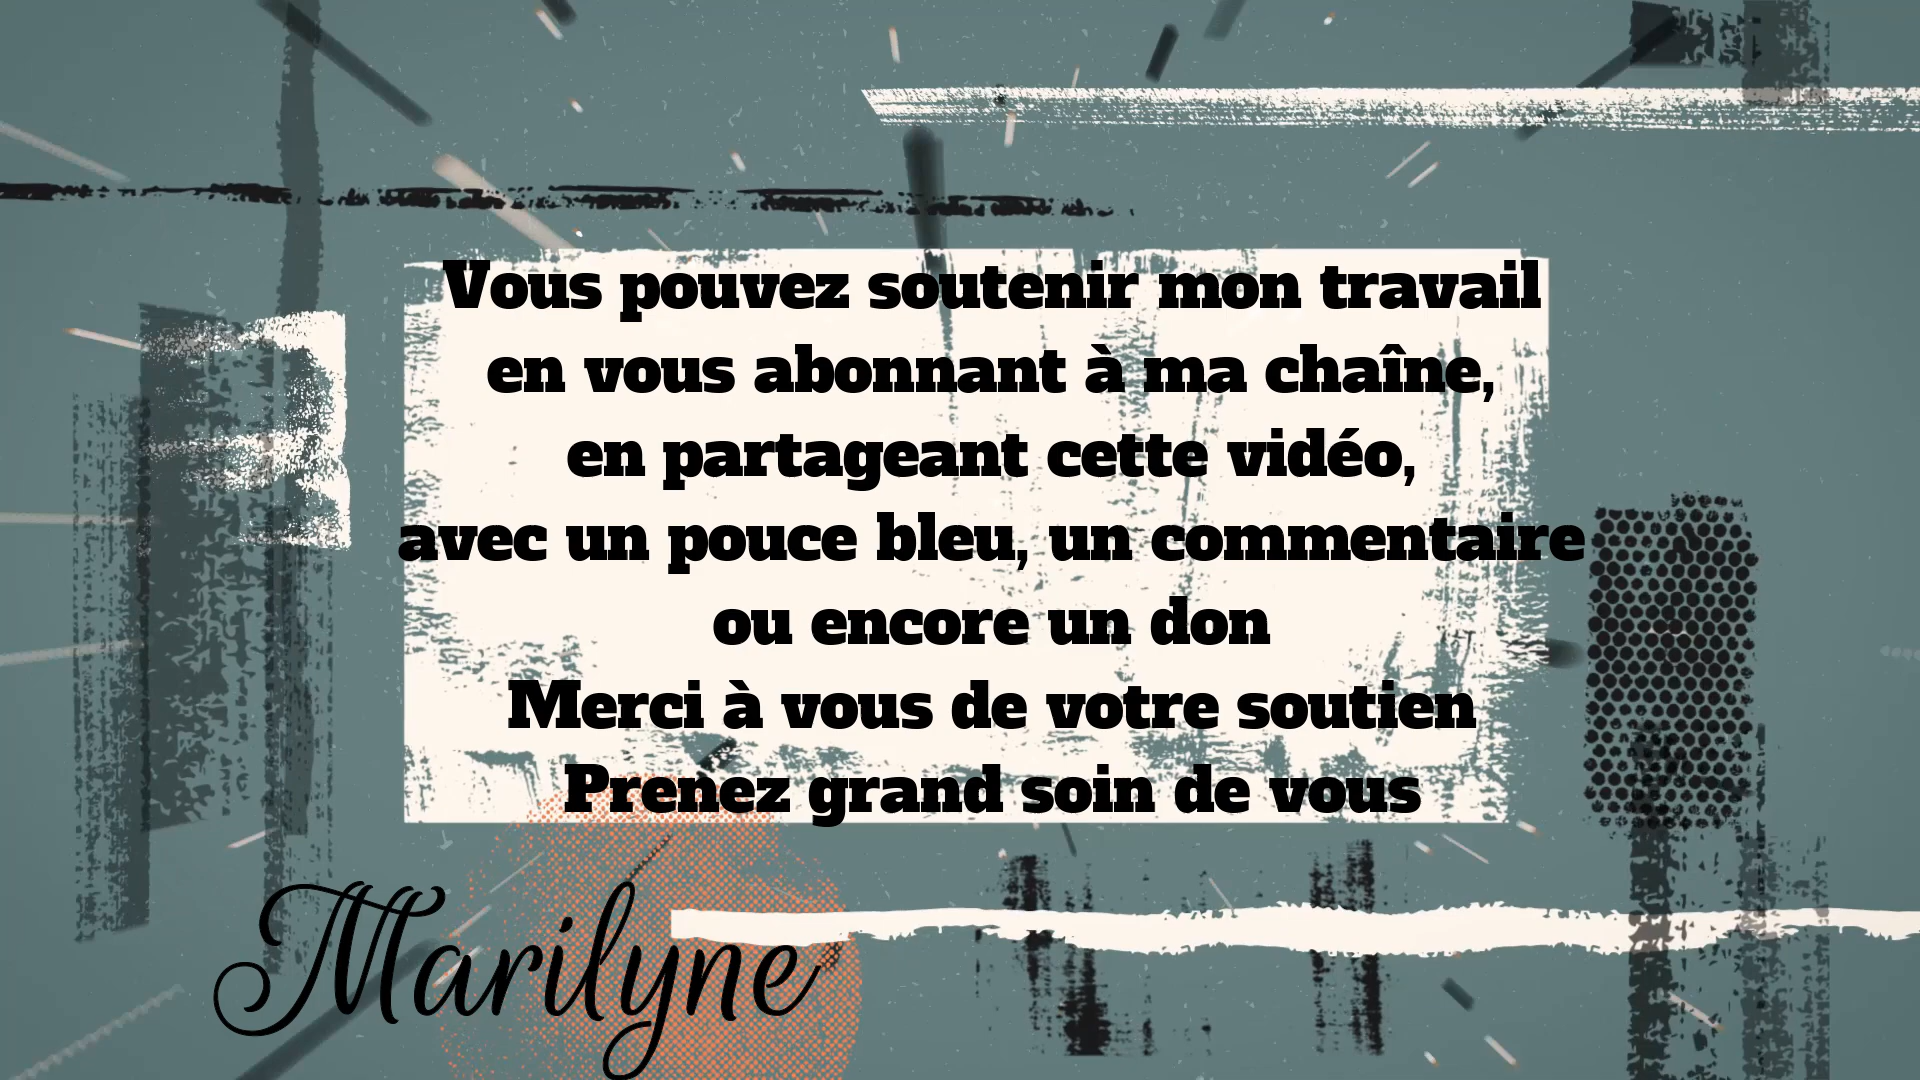 Vous pouvez soutenir mon travail
en vous abonnant à ma chaîne,
en partageant cette vidéo,
avec un pouce bleu, un commentaire
ou encore un don
Merci à vous de votre soutien
Prenez grand soin de vous
Marilyne